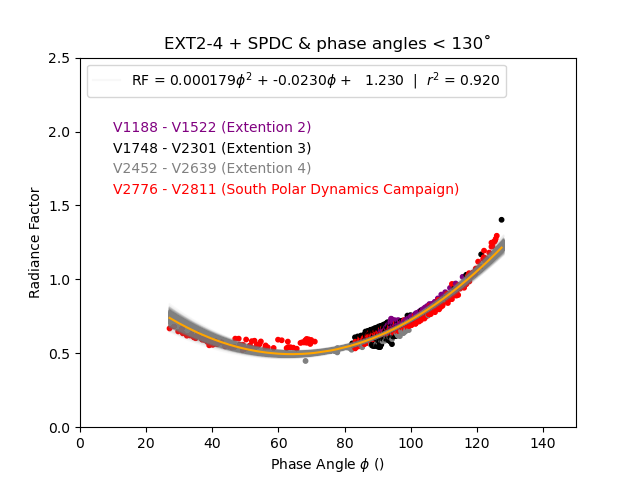 EXT2-4 + SPDC & phase angles < 130˚
RF = 0.000179ϕ² + -0.0230ϕ + 1.230 | r² = 0.920
V1188 - V1522 (Extention 2)
V1748 - V2301 (Extention 3)
V2452 - V2639 (Extention 4)
V2776 - V2811 (South Polar Dynamics Campaign)
Radiance Factor
2.5
2.0
1.5
1.0
0.5
0.0
0 20 40 60 80 100 120 140
Phase Angle ϕ ()